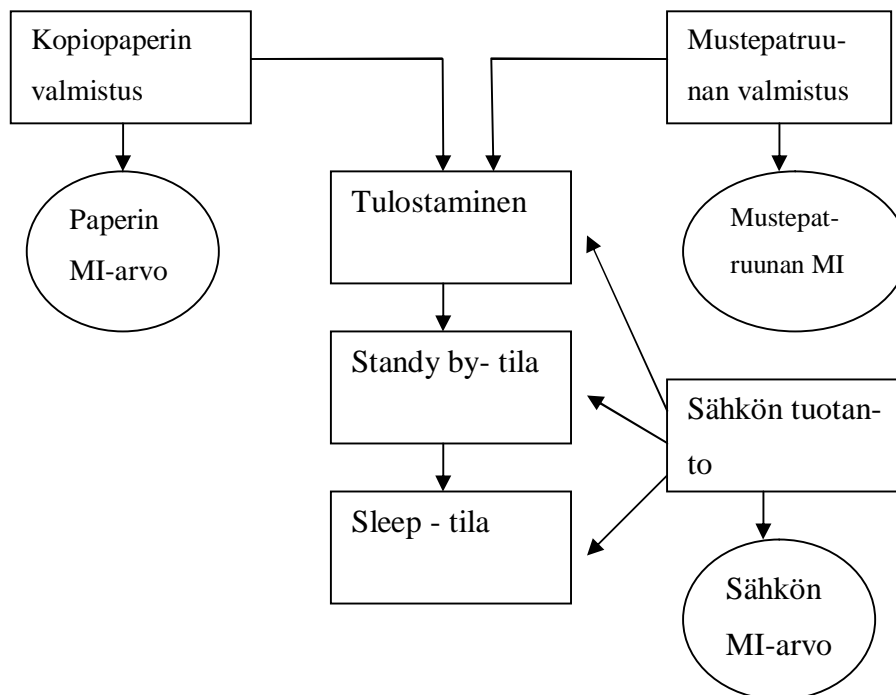 Kopiopaperin
valmistus
Mustepatruu-
nan valmistus
Tulostaminen
Paperin
MI-arvo
Mustepat-
ruunan MI
Standy by- tila
Sähkön tuotan-
to
Sleep - tila
Sähkön
MI-arvo